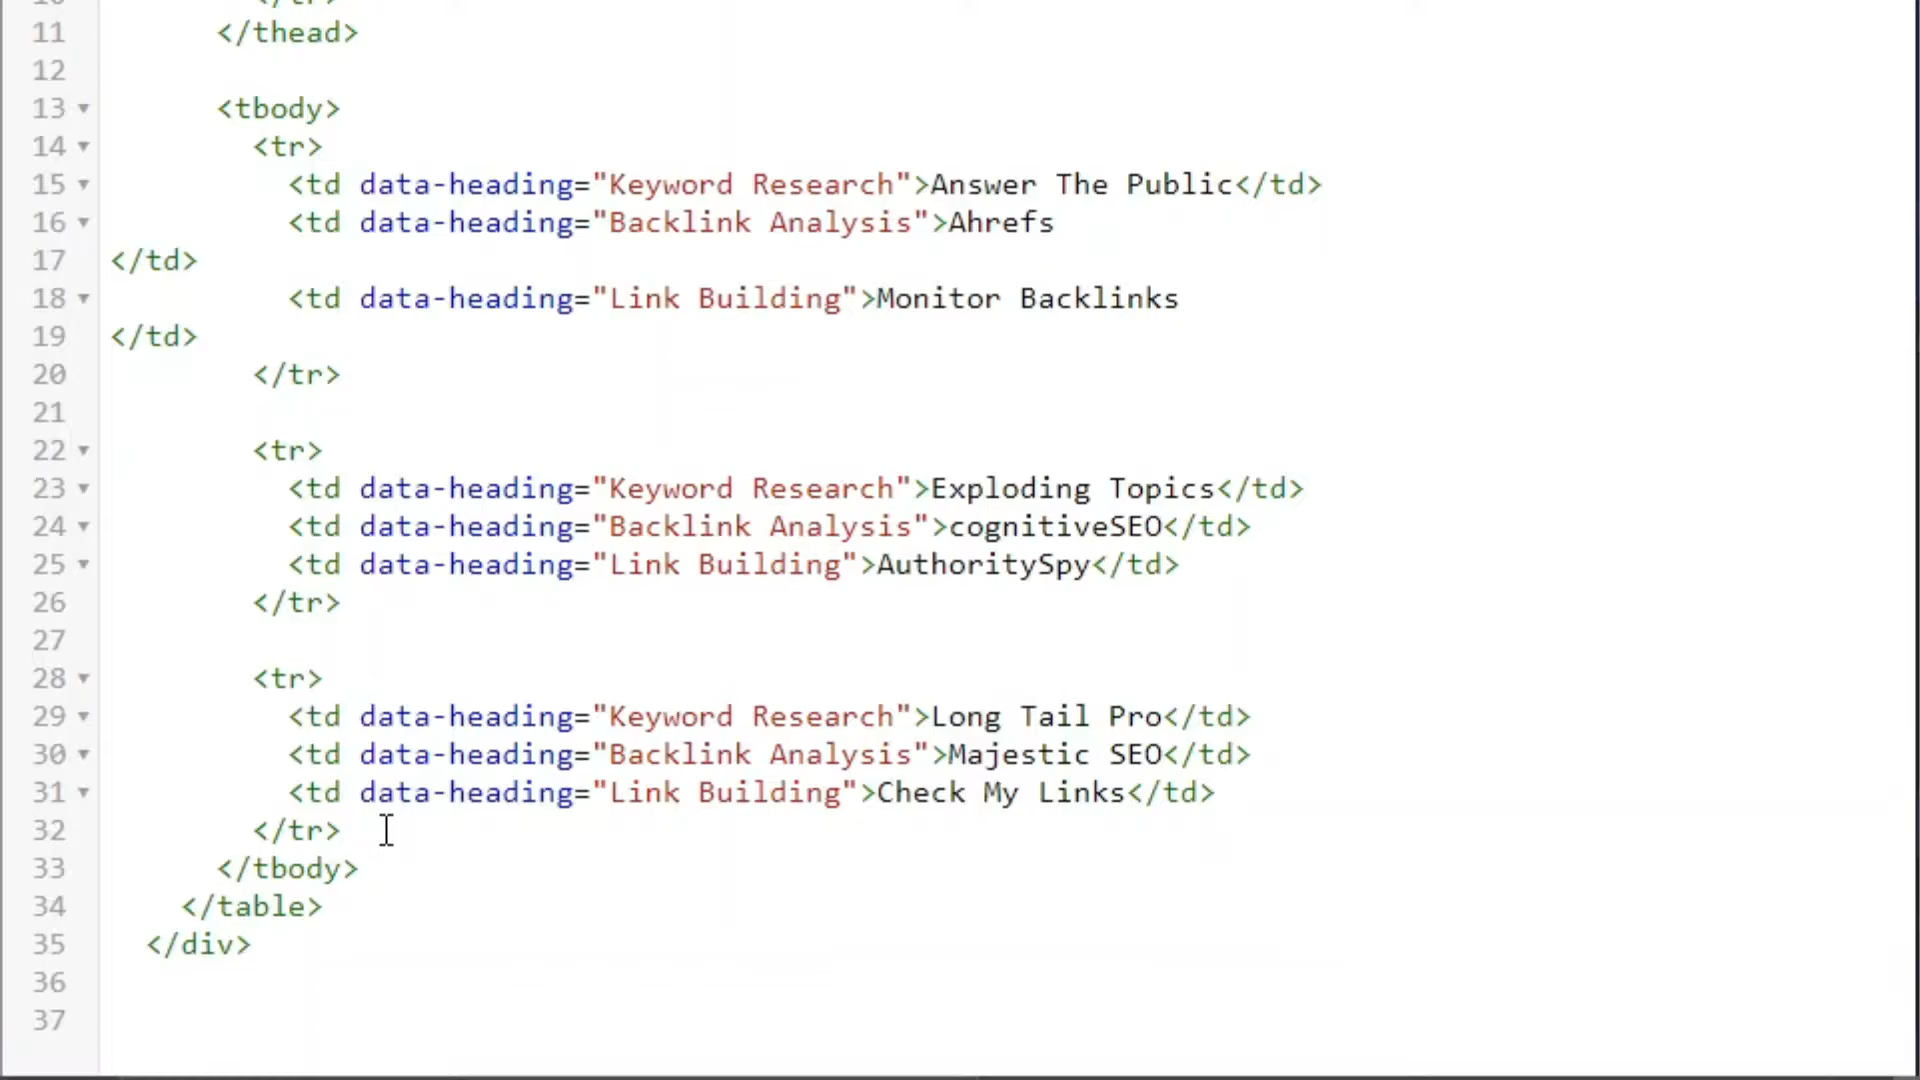 10 </tr>
11 </thead>
12
13 <tbody>
14 <tr>
15 <td data-heading="Keyword Research">Answer The Public</td>
16 <td data-heading="Backlink Analysis">Ahrefs
17 </td>
18 <td data-heading="Link Building">Monitor Backlinks
19 </td>
20 </tr>
21
22 <tr>
23 <td data-heading="Keyword Research">Exploding Topics</td>
24 <td data-heading="Backlink Analysis">cognitiveSEO</td>
25 <td data-heading="Link Building">AuthoritySpy</td>
26 </tr>
27
28 <tr>
29 <td data-heading="Keyword Research">Long Tail Pro</td>
30 <td data-heading="Backlink Analysis">Majestic SEO</td>
31 <td data-heading="Link Building">Check My Links</td>
32 </tr>
33 </tbody>
34 </table>
35 </div>
36
37